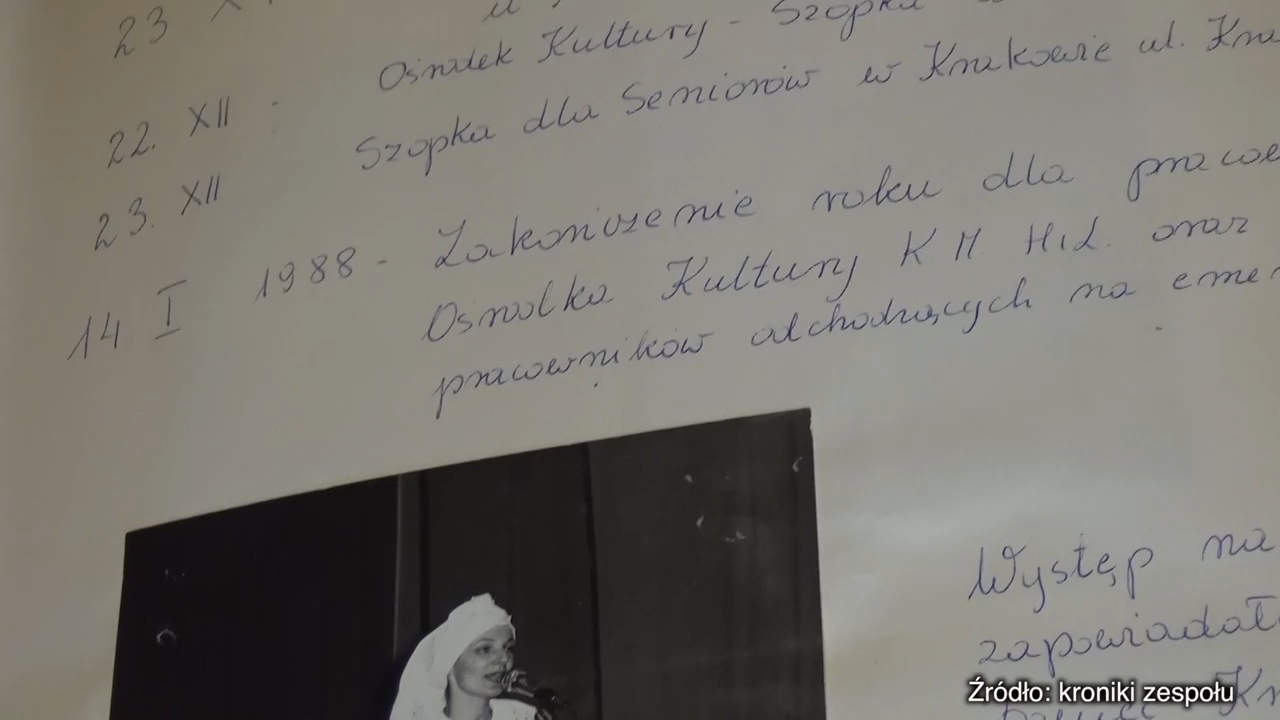 23
Ośrodek Kultury - Szopka
22. XII - Szopka dla Seniorów w Krakowie ul.
23. XII
14 I 1988 - Zakończenie roku dla
Ośrodka Kultury K M HiL. oraz
pracowników odchodzących na
Występ na
zapowiadał
Źródło: kroniki zespołu